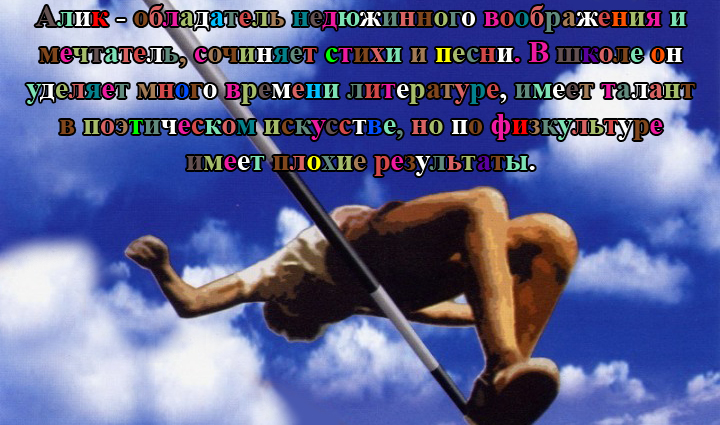 Алик - обладатель недюжинного воображения и
мечтатель, сочиняет стихи и песни. В школе он
уделяет много времени литературе, имеет талант
в поэтическом искусстве, но по физкультуре
имеет плохие результаты.